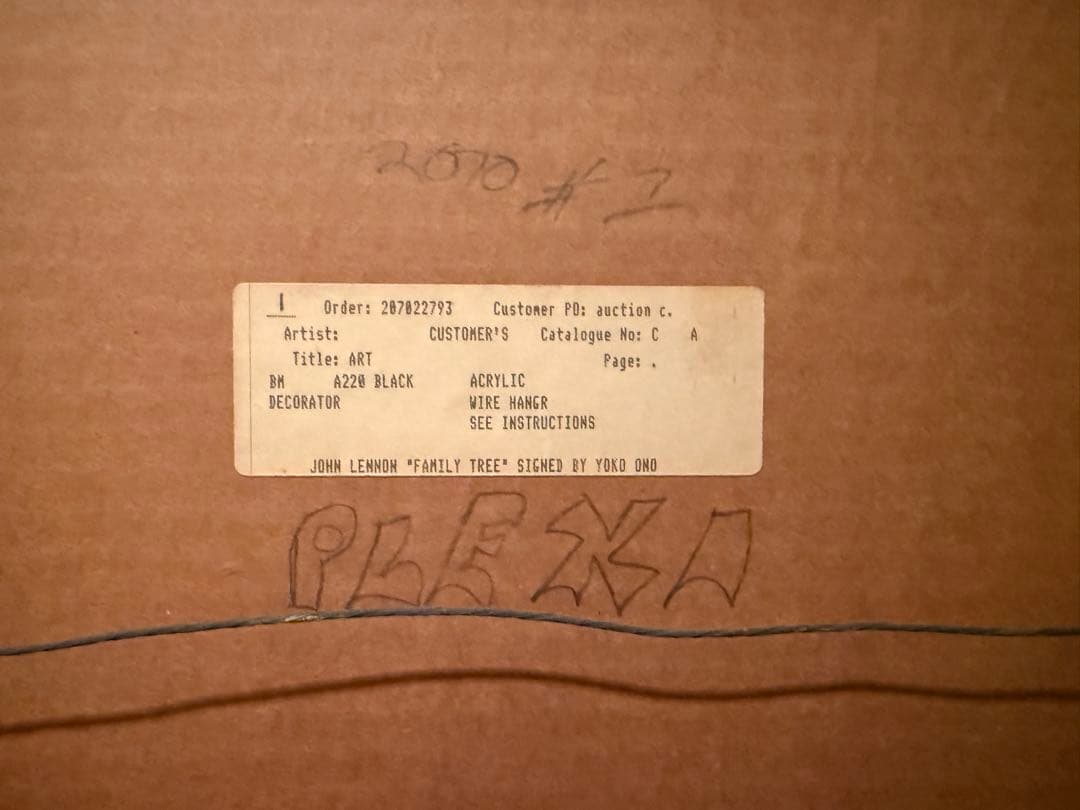 2070 # 1
1 Order: 207022793 Customer PO: auction c.
Artist: CUSTOMER'S Catalogue No: C A
Title: ART Page: .
BM A220 BLACK ACRYLIC
DECORATOR WIRE HANGR
SEE INSTRUCTIONS
JOHN LENNON "FAMILY TREE" SIGNED BY YOKO ONO
PLEXI